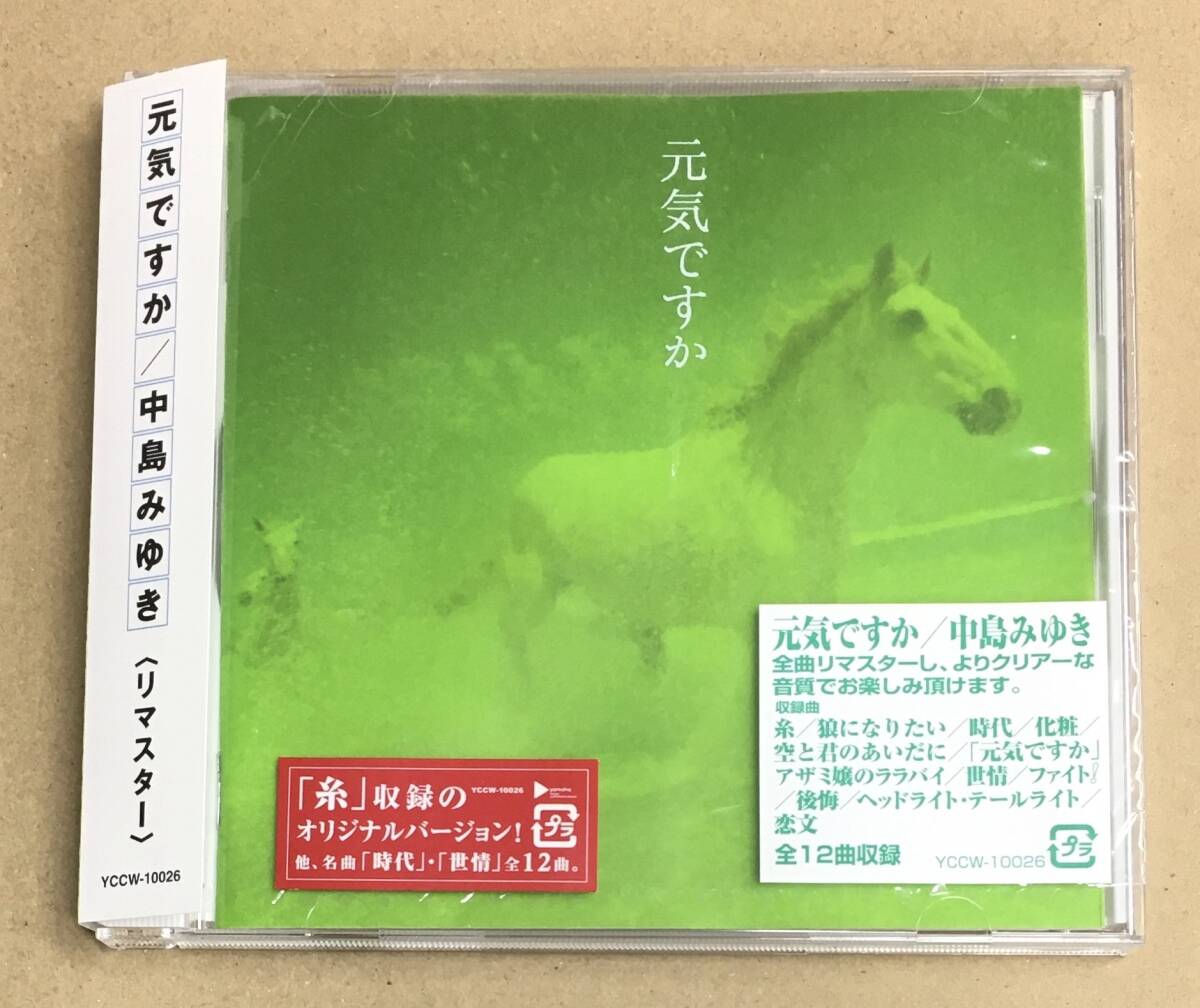 元気ですか/中島みゆき〈リマスター〉
YCCW-10026
元気ですか
「糸」収録の
YCCW-10026
オリジナルバージョン!
プラ
他、名曲「時代」・「世情」全12曲。
元気ですか/中島みゆき
全曲リマスターし、よりクリアーな
音質でお楽しみ頂けます。
収録曲
糸/狼になりたい/時代/化粧/
空と君のあいだに/「元気ですか」
アザミ嬢のララバイ/世情/ファイト!
/後悔/ヘッドライト・テールライト/
恋文
全12曲収録
YCCW-10026
プラ